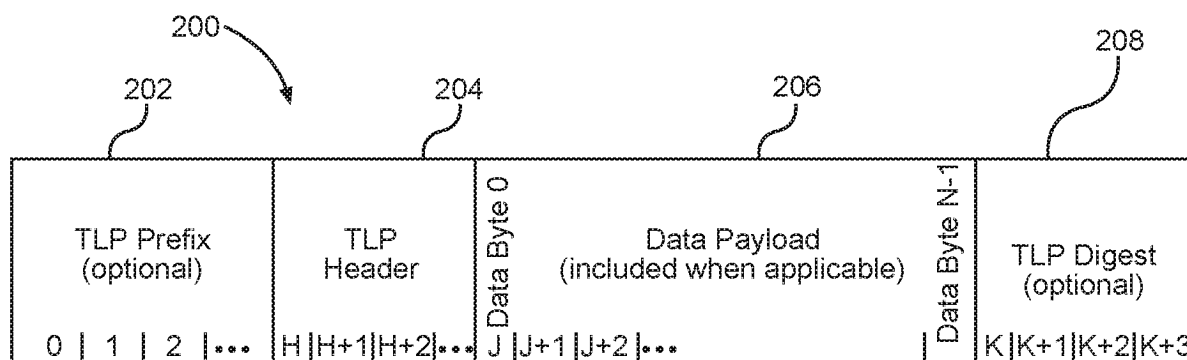 200
202
204
206
208
TLP Prefix
(optional)
TLP
Header
Data Byte 0
Data Payload
(included when applicable)
Data Byte N-1
TLP Digest
(optional)
0 | 1 | 2 |•••
H|H+1|H+2|•••
J |J+1|J+2|••• |
K|K+1|K+2|K+3